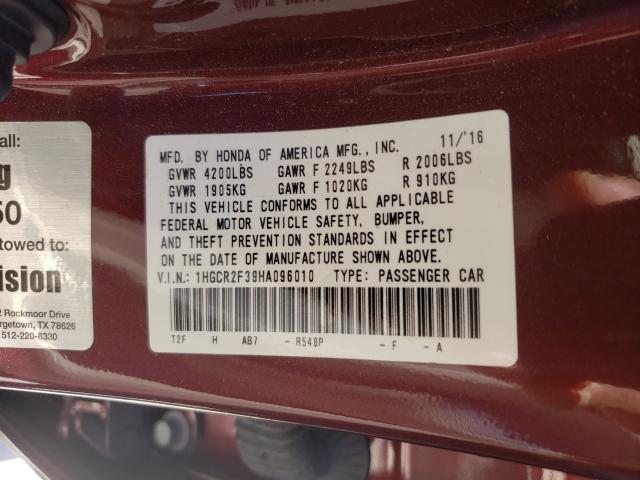 MFD. BY HONDA OF AMERICA MFG., INC. 11/'16
GVWR 4200LBS GAWR F 2249LBS R 2006LBS
GVWR 1905KG GAWR F 1020KG R 910KG
THIS VEHICLE CONFORMS TO ALL APPLICABLE
FEDERAL MOTOR VEHICLE SAFETY, BUMPER,
AND THEFT PREVENTION STANDARDS IN EFFECT
ON THE DATE OF MANUFACTURE SHOWN ABOVE.
V.I.N.: 1HGCR2F39HA096010 TYPE: PASSENGER CAR
T2F H AB7 - R548P - F - A
all:
g
50
towed to:
ision
2 Rockmoor Drive
rgetown, TX 78626
512-220-8330